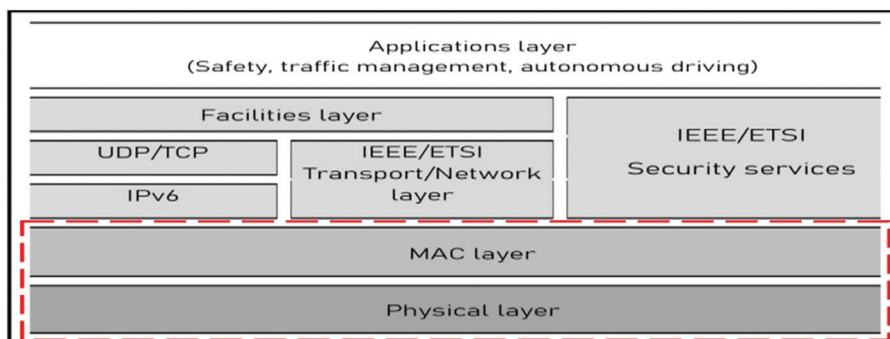 Applications layer
(Safety, traffic management, autonomous driving)
Facilities layer
UDP/TCP
IPv6
IEEE/ETSI
Transport/Network
layer
IEEE/ETSI
Security services
MAC layer
Physical layer